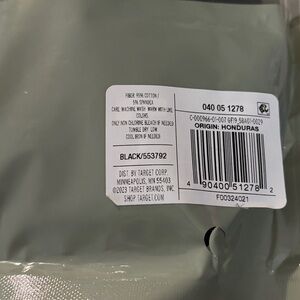 FIBER: 95% COTTON /
5% SPANDEX
CARE: MACHINE WASH WARM WITH LIKE
COLORS
ONLY NON-CHLORINE BLEACH IF NEEDED
TUMBLE DRY LOW
COOL IRON IF NEEDED
BLACK/553792
DIST. BY TARGET CORP.
MINNEAPOLIS, MN 55403
©2023 TARGET BRANDS, INC.
SHOP TARGET.COM
040 05 1278
ORIGIN: HONDURAS
4 90400 51278 2
F00324021